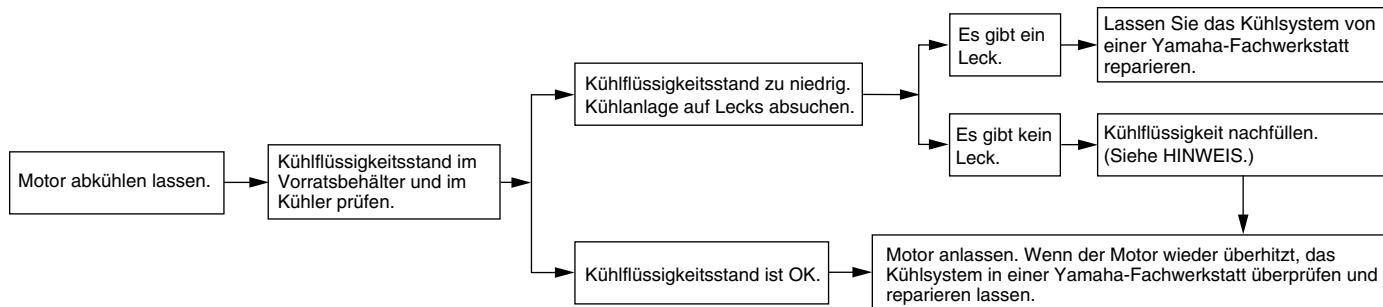 Motor abkühlen lassen.
Kühlflüssigkeitsstand im
Vorratsbehälter und im
Kühler prüfen.
Kühlflüssigkeitsstand zu niedrig.
Kühlanlage auf Lecks absuchen.
Es gibt ein
Leck.
Lassen Sie das Kühlsystem von
einer Yamaha-Fachwerkstatt
reparieren.
Es gibt kein
Leck.
Kühlflüssigkeit nachfüllen.
(Siehe HINWEIS.)
Kühlflüssigkeitsstand ist OK.
Motor anlassen. Wenn der Motor wieder überhitzt, das
Kühlsystem in einer Yamaha-Fachwerkstatt überprüfen und
reparieren lassen.